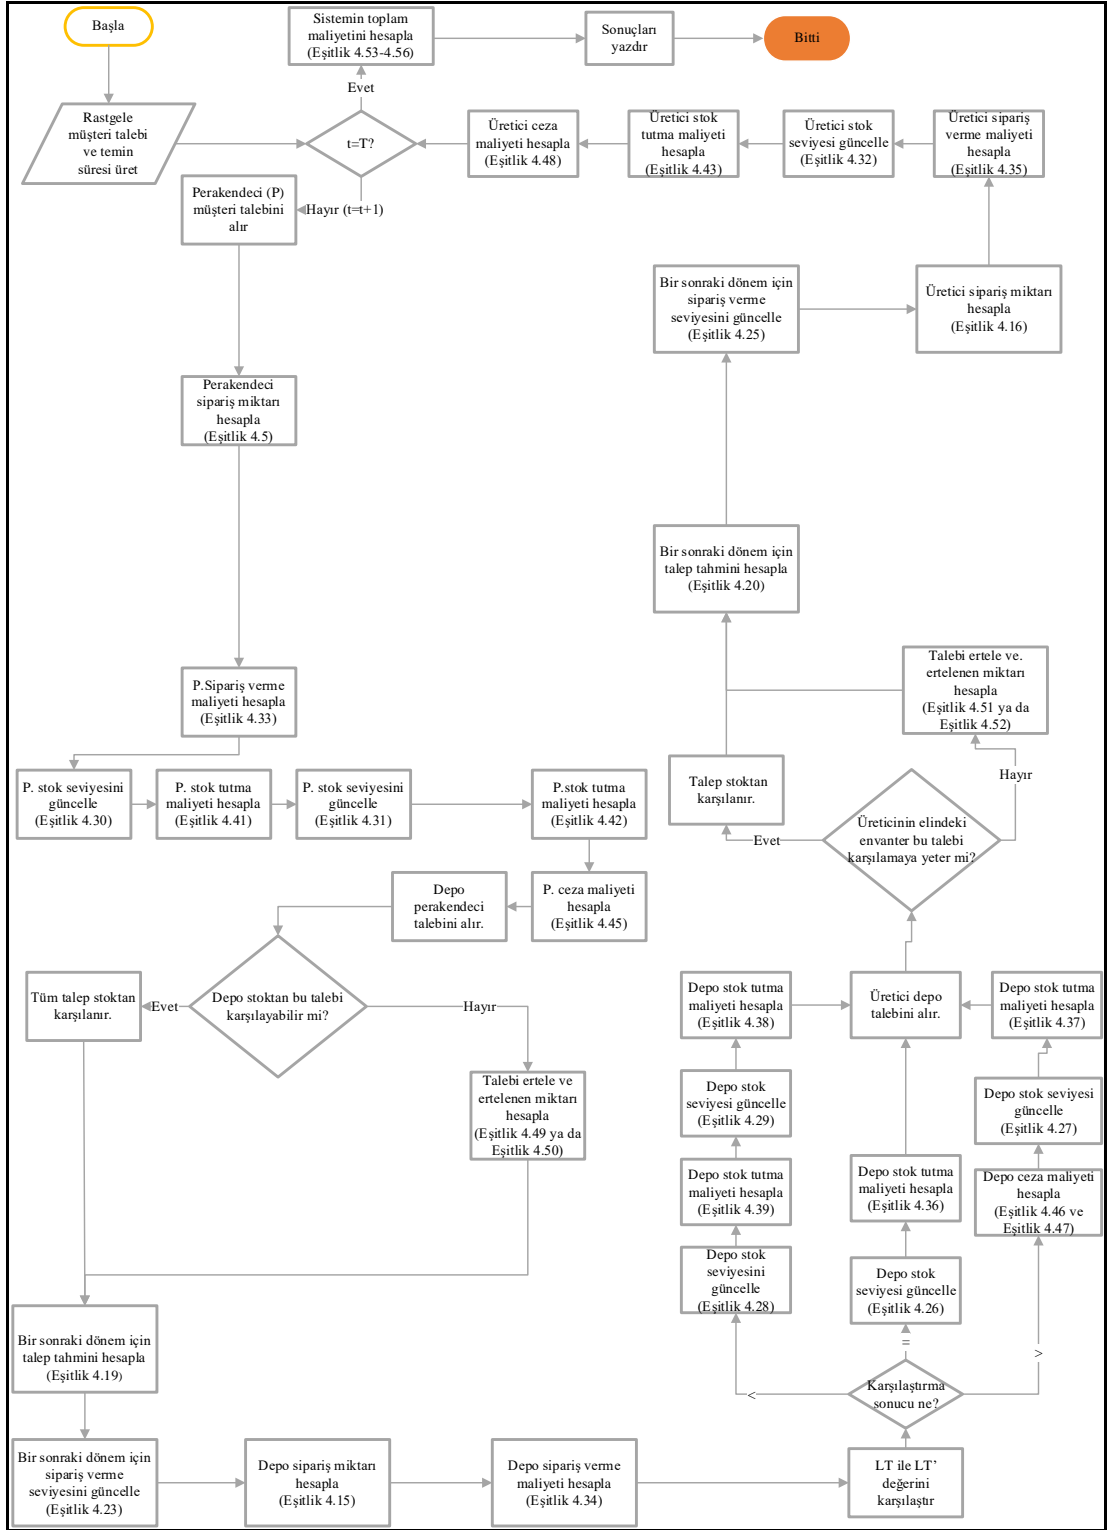 Başla
Sistemin toplam
maliyetini hesapla
(Eşitlik 4.53-4.56)
Sonuçları
yazdır
Bitti
Evet
Rastgele
müşteri talebi
ve temin
süresi üret
t=T?
Üretici ceza
maliyeti hesapla
(Eşitlik 4.48)
Üretici stok
tutma maliyeti
hesapla
(Eşitlik 4.43)
Üretici stok
seviyesi güncelle
(Eşitlik 4.32)
Üretici sipariş
verme maliyeti
hesapla
(Eşitlik 4.35)
Hayır (t=t+1)
Perakendeci (P)
müşteri talebini
alır
Bir sonraki dönem için
sipariş verme
seviyesini güncelle
(Eşitlik 4.25)
Üretici sipariş miktarı
hesapla
(Eşitlik 4.16)
Perakendeci
sipariş miktarı
hesapla
(Eşitlik 4.5)
Bir sonraki dönem için
talep tahmini hesapla
(Eşitlik 4.20)
P.Sipariş verme
maliyeti hesapla
(Eşitlik 4.33)
Talebi ertele ve.
ertelenen miktarı
hesapla
(Eşitlik 4.51 ya da
Eşitlik 4.52)
P. stok seviyesini
güncelle
(Eşitlik 4.30)
P. stok tutma
maliyeti hesapla
(Eşitlik 4.41)
P. stok seviyesini
güncelle
(Eşitlik 4.31)
P.stok tutma
maliyeti hesapla
(Eşitlik 4.42)
Talep stoktan
karşılanır.
Evet
Üreticinin elindeki
envanter bu talebi
karşılamaya yeter mi?
Hayır
P. ceza maliyeti
hesapla
(Eşitlik 4.45)
Depo
perakendeci
talebini alır.
Tüm talep stoktan
karşılanır.
Evet
Depo stoktan bu talebi
karşılayabilir mi?
Hayır
Depo stok tutma
maliyeti hesapla
(Eşitlik 4.38)
Üretici depo
talebini alır.
Depo stok tutma
maliyeti hesapla
(Eşitlik 4.37)
Talebi ertele ve
ertelenen miktarı
hesapla
(Eşitlik 4.49 ya da
Eşitlik 4.50)
Depo stok
seviyesi güncelle
(Eşitlik 4.29)
Depo stok seviyesi
güncelle
(Eşitlik 4.27)
Depo stok tutma
maliyeti hesapla
(Eşitlik 4.39)
Depo stok tutma
maliyeti hesapla
(Eşitlik 4.36)
Depo ceza maliyeti
hesapla
(Eşitlik 4.46 ve
Eşitlik 4.47)
Depo stok
seviyesini
güncelle
(Eşitlik 4.28)
Depo stok
seviyesi güncelle
(Eşitlik 4.26)
Bir sonraki dönem için
talep tahmini hesapla
(Eşitlik 4.19)
=
>
<
Karşılaştırma
sonucu ne?
Bir sonraki dönem için
sipariş verme
seviyesini güncelle
(Eşitlik 4.23)
Depo sipariş miktarı
hesapla
(Eşitlik 4.15)
Depo sipariş verme
maliyeti hesapla
(Eşitlik 4.34)
LT ile LT’
değerini
karşılaştır